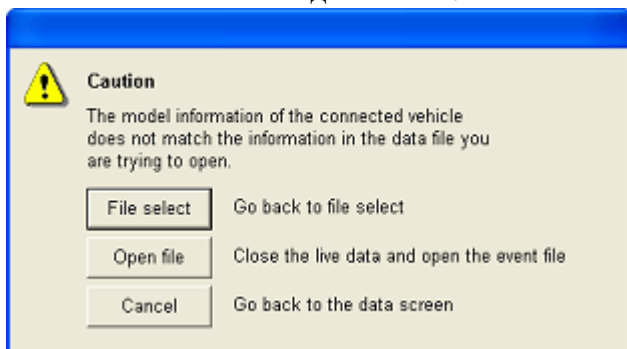 Caution
The model information of the connected vehicle
does not match the information in the data file you
are trying to open.
File select Go back to file select
Open file Close the live data and open the event file
Cancel Go back to the data screen